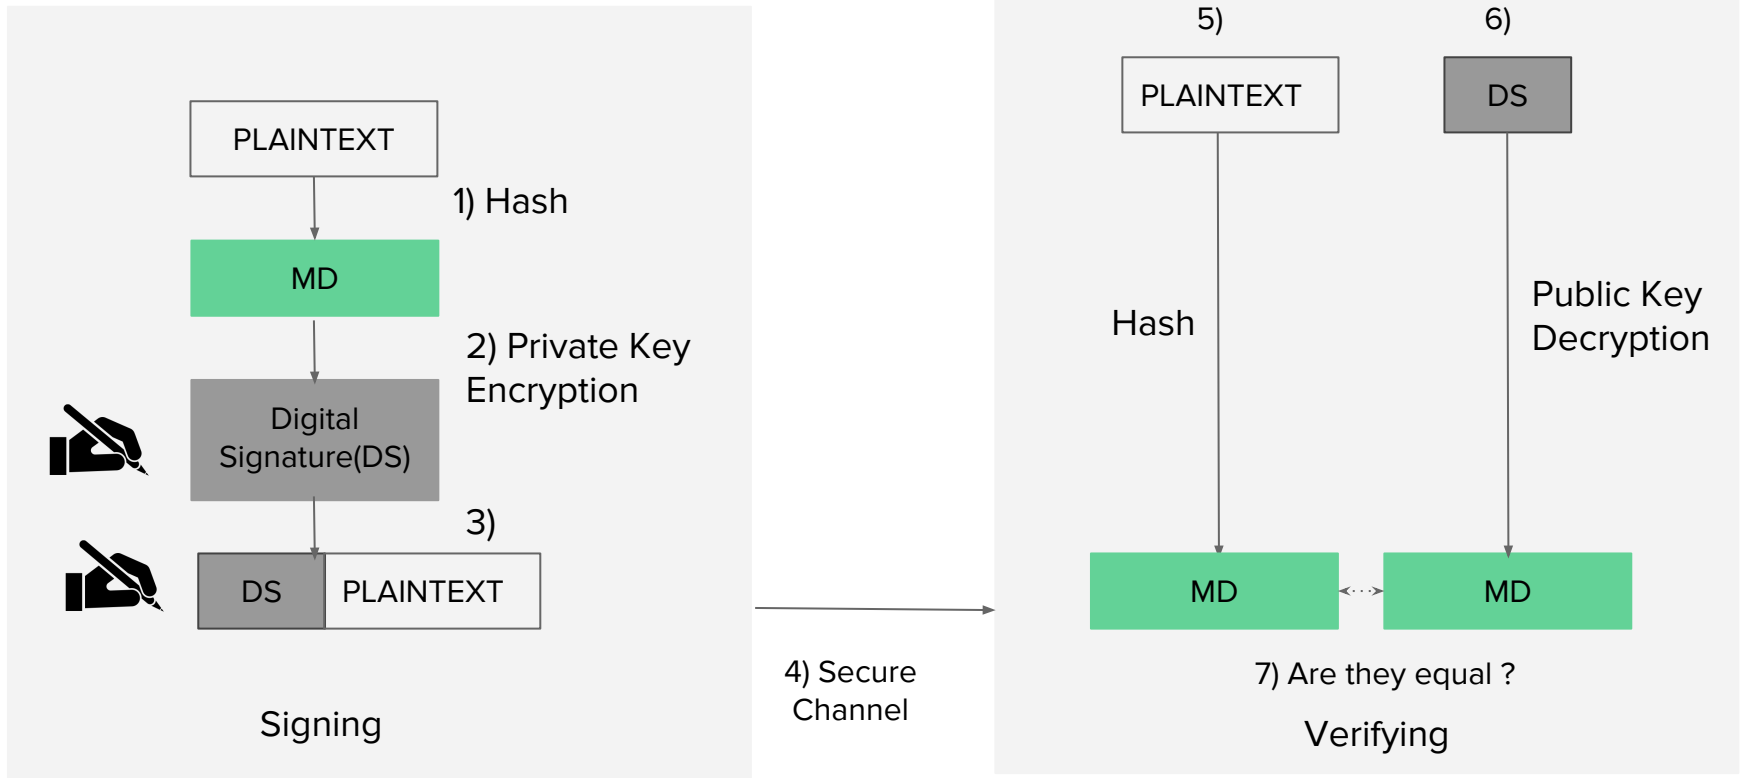 PLAINTEXT
1) Hash
MD
2) Private Key
Encryption
Digital
Signature(DS)
3)
DS
PLAINTEXT
Signing
4) Secure
Channel
5)
6)
PLAINTEXT
DS
Hash
Public Key
Decryption
MD
MD
7) Are they equal ?
Verifying